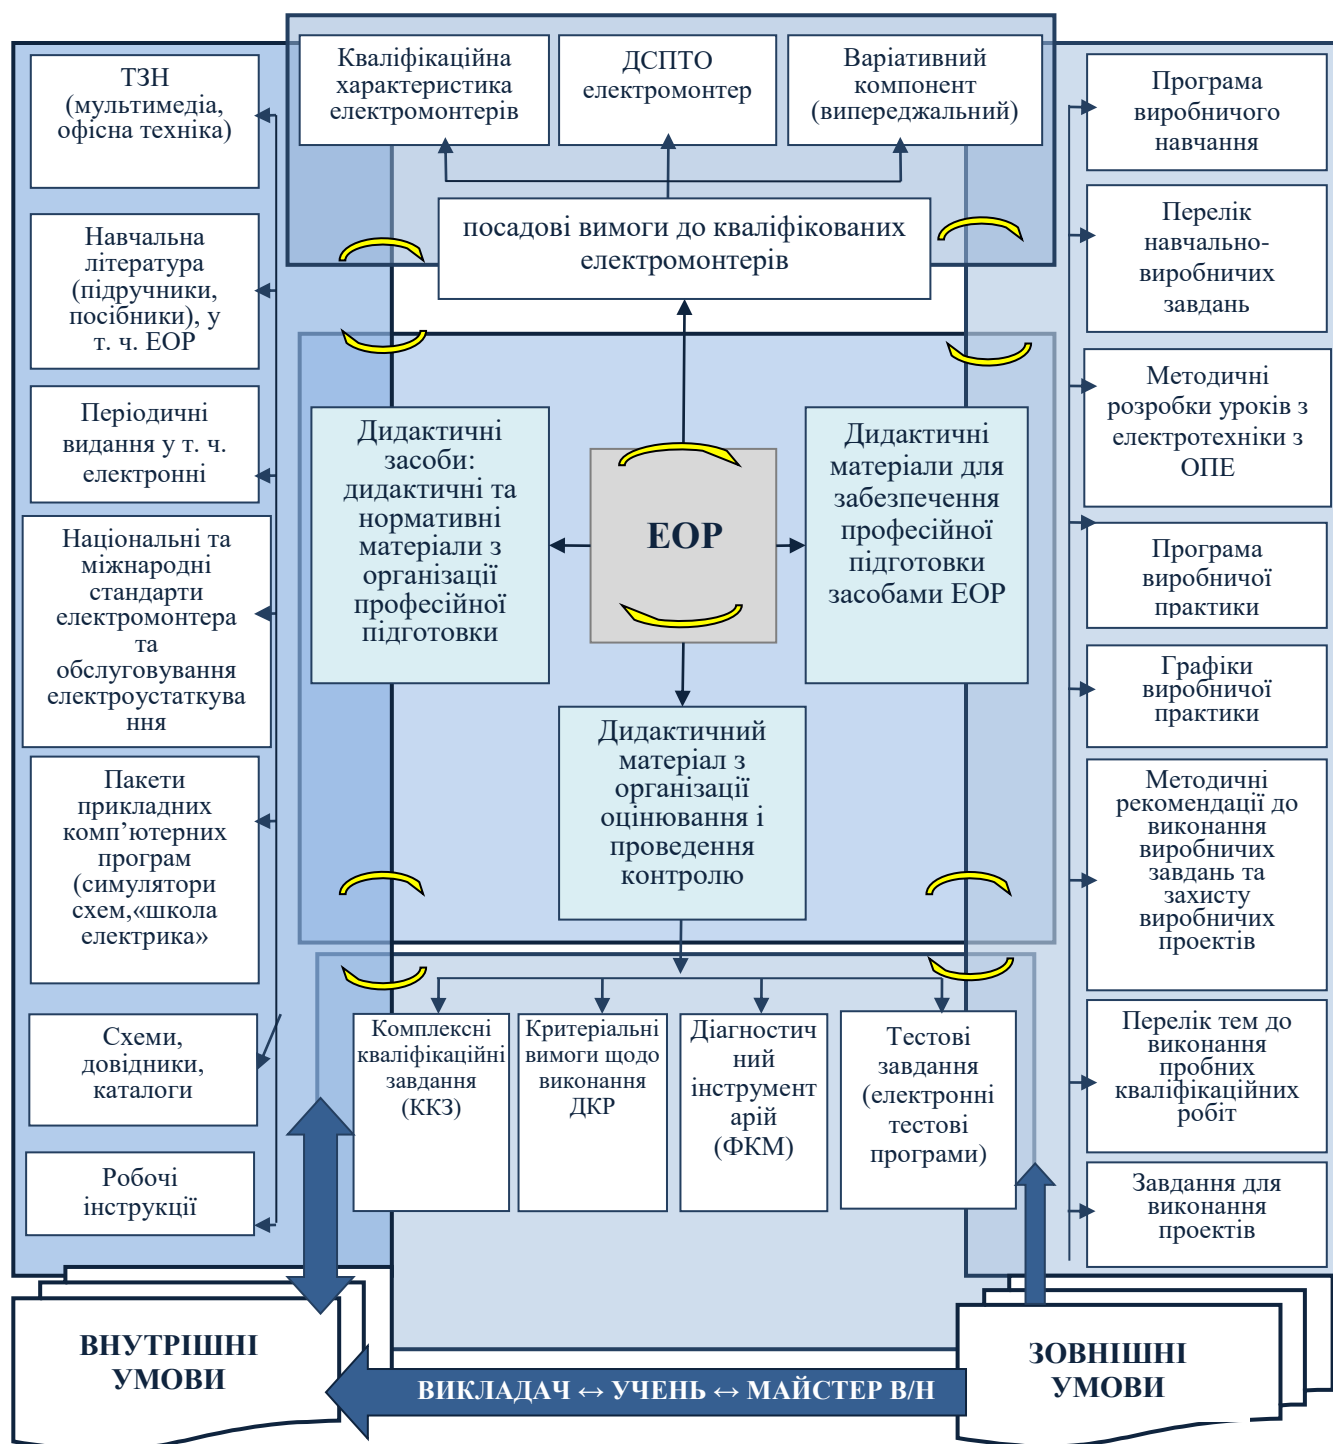 ТЗН
(мультимедіа,
офісна техніка)
Кваліфікаційна
характеристика
електромонтерів
ДСПТО
електромонтер
Варіативний
компонент
(випереджальний)
Програма
виробничого
навчання
посадові вимоги до кваліфікованих
електромонтерів
Навчальна
література
(підручники,
посібники), у
т. ч. ЕОР
Періодичні
видання у т. ч.
електронні
Національні та
міжнародні
стандарти
електромонтера
та
обслуговування
електроустаткува
ння
Пакети
прикладних
комп’ютерних
програм
(симулятори
схем,«школа
електрика»
Схеми,
довідники,
каталоги
Робочі
інструкції
Дидактичні
засоби:
дидактичні та
нормативні
матеріали з
організації
професійної
підготовки
ЕОР
Дидактичні
матеріали для
забезпечення
професійної
підготовки
засобами ЕОР
Дидактичний
матеріал з
організації
оцінювання і
проведення
контролю
Комплексні
кваліфікаційні
завдання
(ККЗ)
Критеріальні
вимоги щодо
виконання
ДКР
Діагностич
ний
інструмент
арій
(ФКМ)
Тестові
завдання
(електронні
тестові
програми)
Перелік
навчально-
виробничих
завдань
Методичні
розробки уроків з
електротехніки з
ОПЕ
Програма
виробничої
практики
Графіки
виробничої
практики
Методичні
рекомендації до
виконання
виробничих
завдань та
захисту
виробничих
проектів
Перелік тем до
виконання
пробних
кваліфікаційних
робіт
Завдання для
виконання
проектів
ВНУТРІШНІ
УМОВИ
ВИКЛАДАЧ ↔ УЧЕНЬ ↔ МАЙСТЕР В/Н
ЗОВНІШНІ
УМОВИ